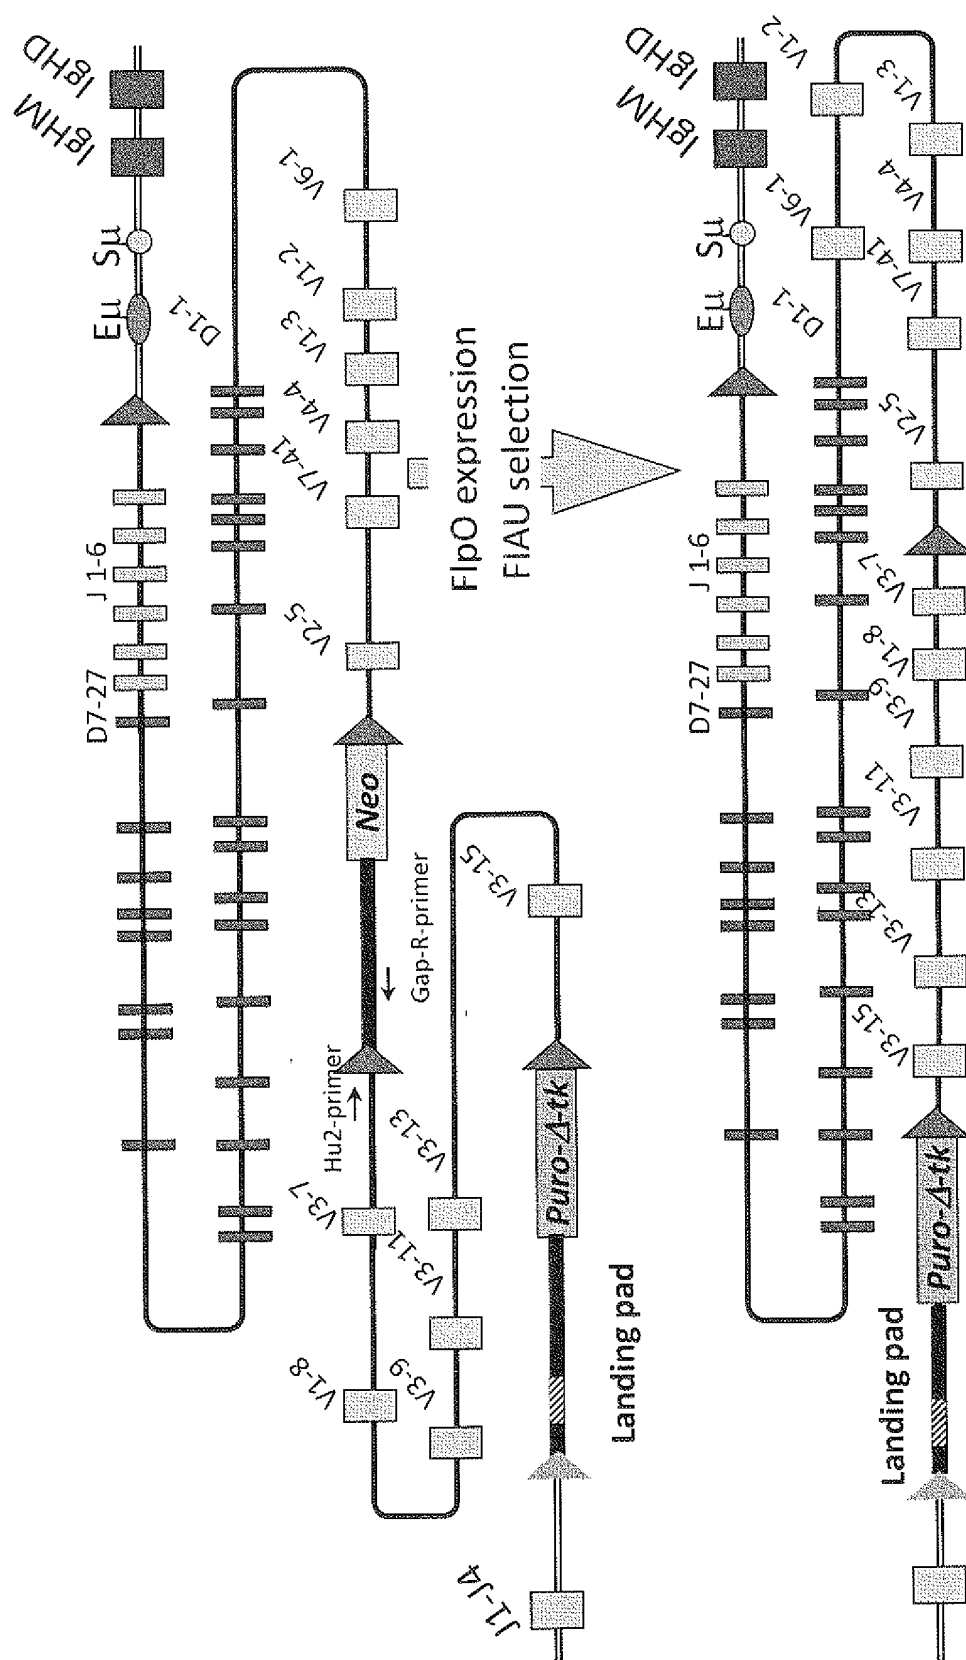 IgHD
IgHM
Sμ
Eμ
J 1-6
D7-27
D1-1
V6-1
V1-2
V1-3
V4-4
V7-41
V2-5
Neo
Gap-R-primer
Hu2-primer
V3-7
V1-8
V3-9
V3-11
V3-13
V3-15
Puro-Δ-tk
Landing pad
J1-J4
FlpO expression
FIAU selection
IgHD
IgHM
Sμ
Eμ
J 1-6
D7-27
D1-1
V6-1
V1-2
V1-3
V4-4
V7-41
V2-5
V3-7
V1-8
V3-9
V3-11
V3-13
V3-15
Puro-Δ-tk
Landing pad